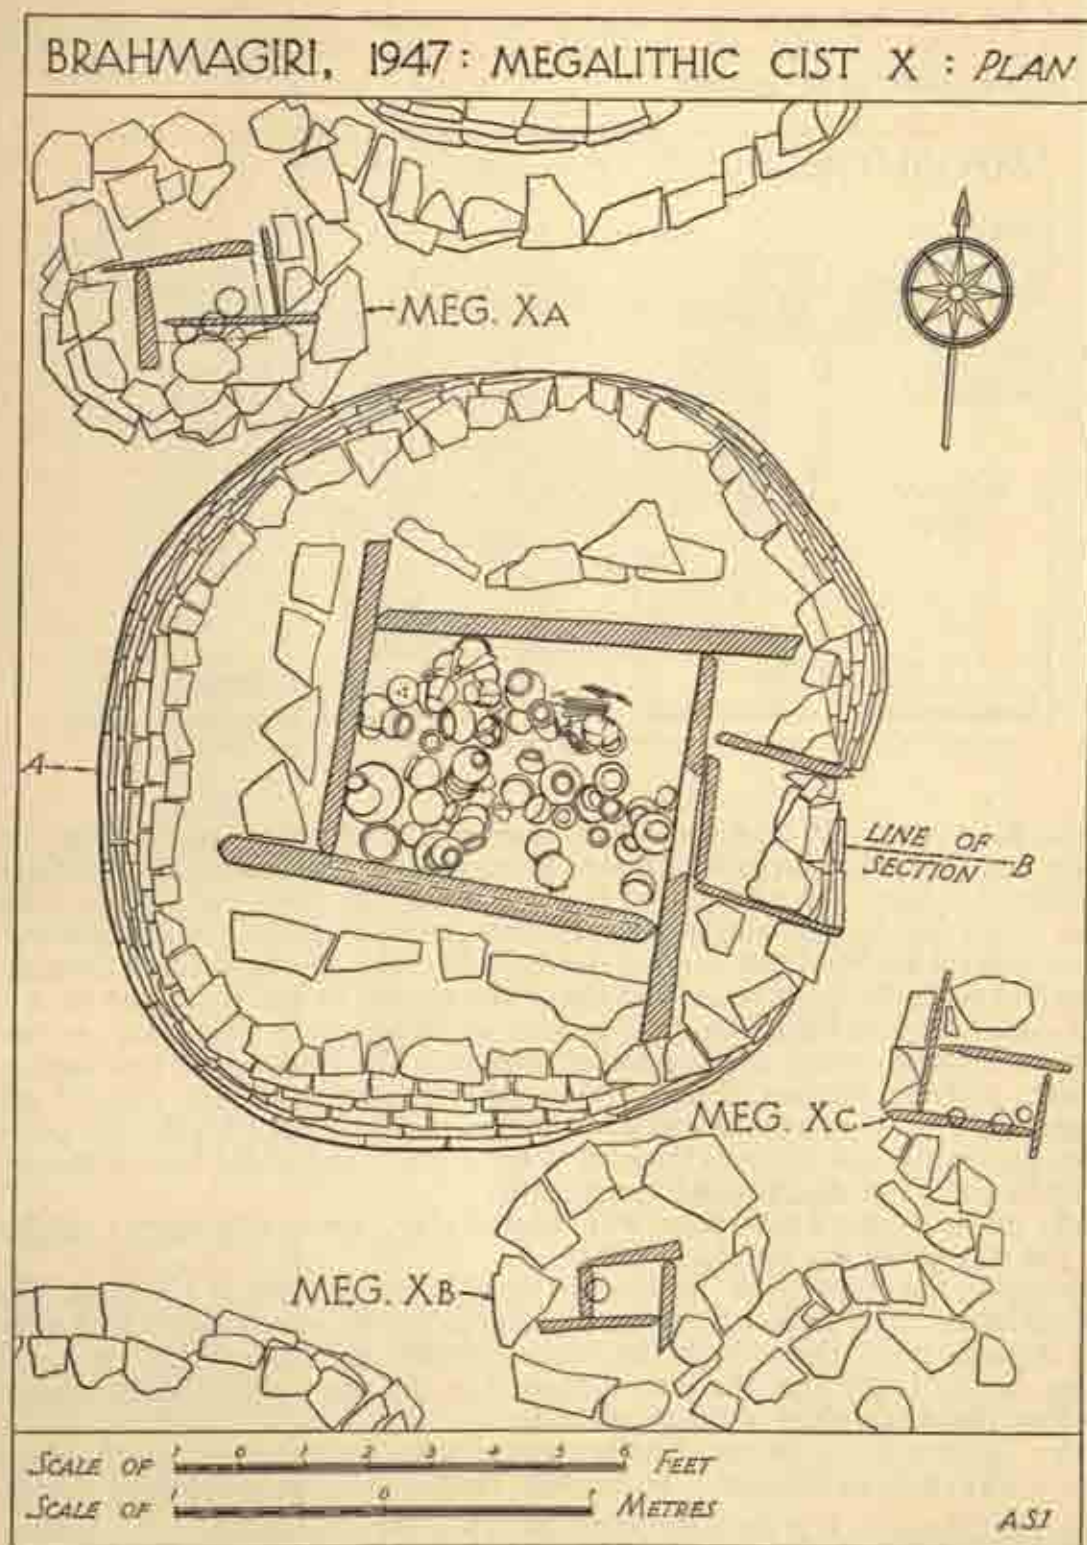 BRAHMAGIRI, 1947: MEGALITHIC CIST X : PLAN
MEG. XA
A
LINE OF
SECTION B
MEG. XC
MEG. XB
SCALE OF 1 0 1 2 3 4 5 6 FEET
SCALE OF 1 0 1 METRES
ASI